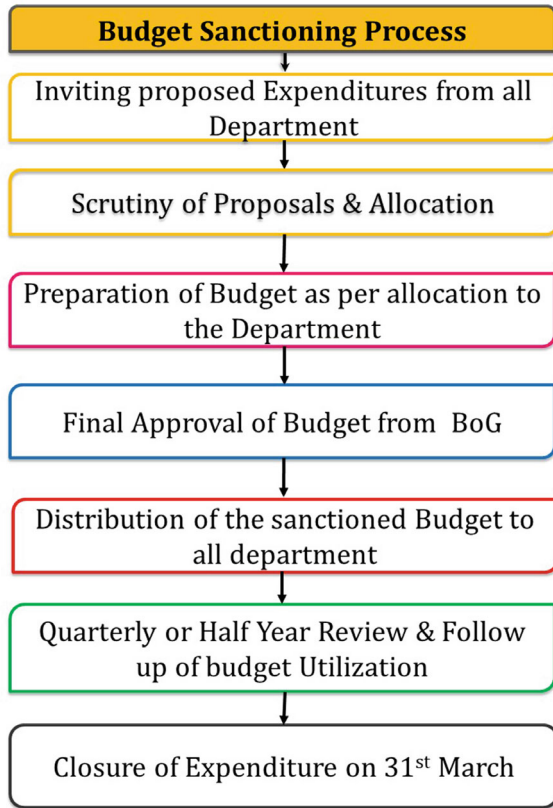 Budget Sanctioning Process
Inviting proposed Expenditures from all
Department
Scrutiny of Proposals & Allocation
Preparation of Budget as per allocation to
the Department
Final Approval of Budget from BoG
Distribution of the sanctioned Budget to
all department
Quarterly or Half Year Review & Follow
up of budget Utilization
Closure of Expenditure on 31st March